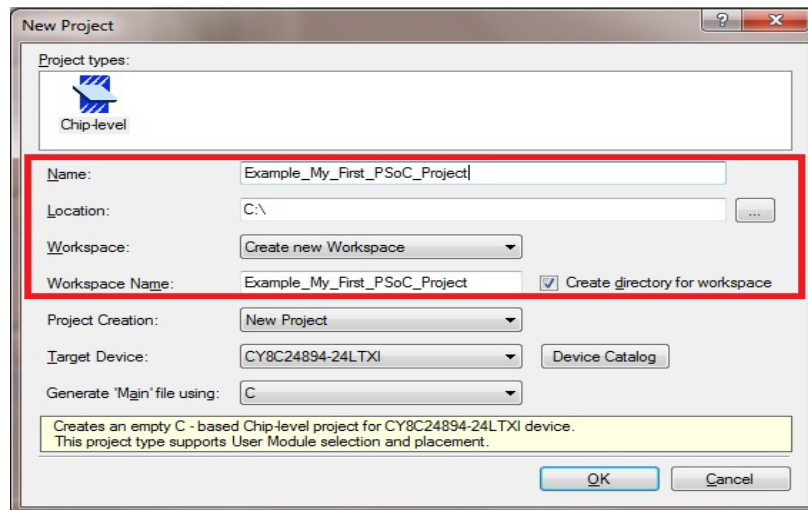 New Project
Project types:
Chip-level
Name: Example_My_First_PSoC_Project
Location: C:\ ...
Workspace: Create new Workspace
Workspace Name: Example_My_First_PSoC_Project Create directory for workspace
Project Creation: New Project
Target Device: CY8C24894-24LTXI Device Catalog
Generate "Main" file using: C
Creates an empty C - based Chip-level project for CY8C24894-24LTXI device.
This project type supports User Module selection and placement.
OK Cancel